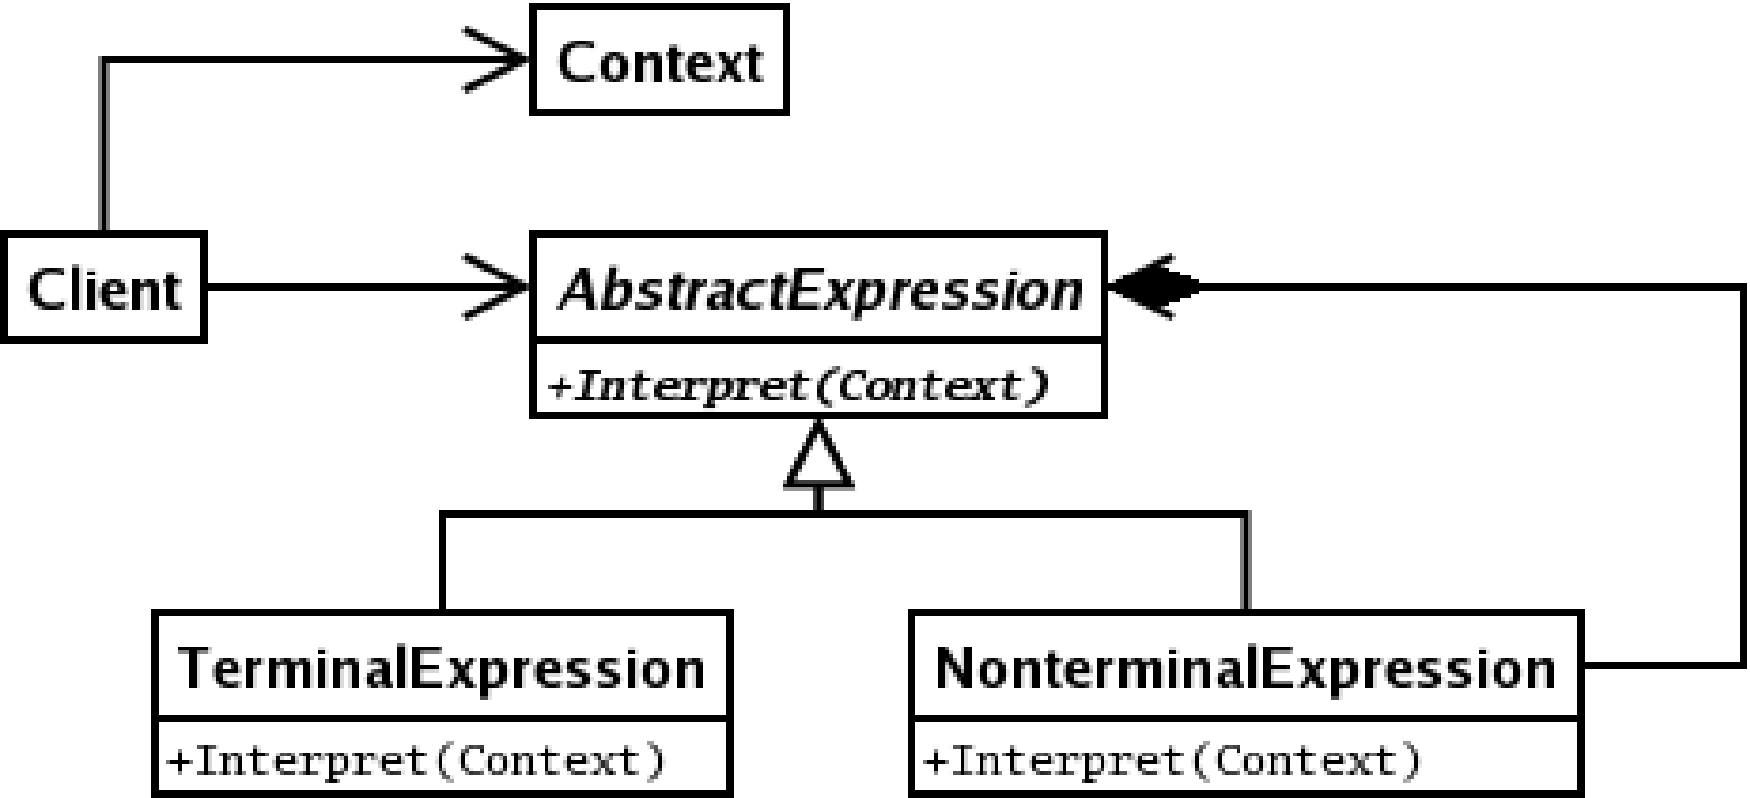 Context
Client
AbstractExpression
+Interpret(Context)
TerminalExpression
+Interpret(Context)
NonterminalExpression
+Interpret(Context)